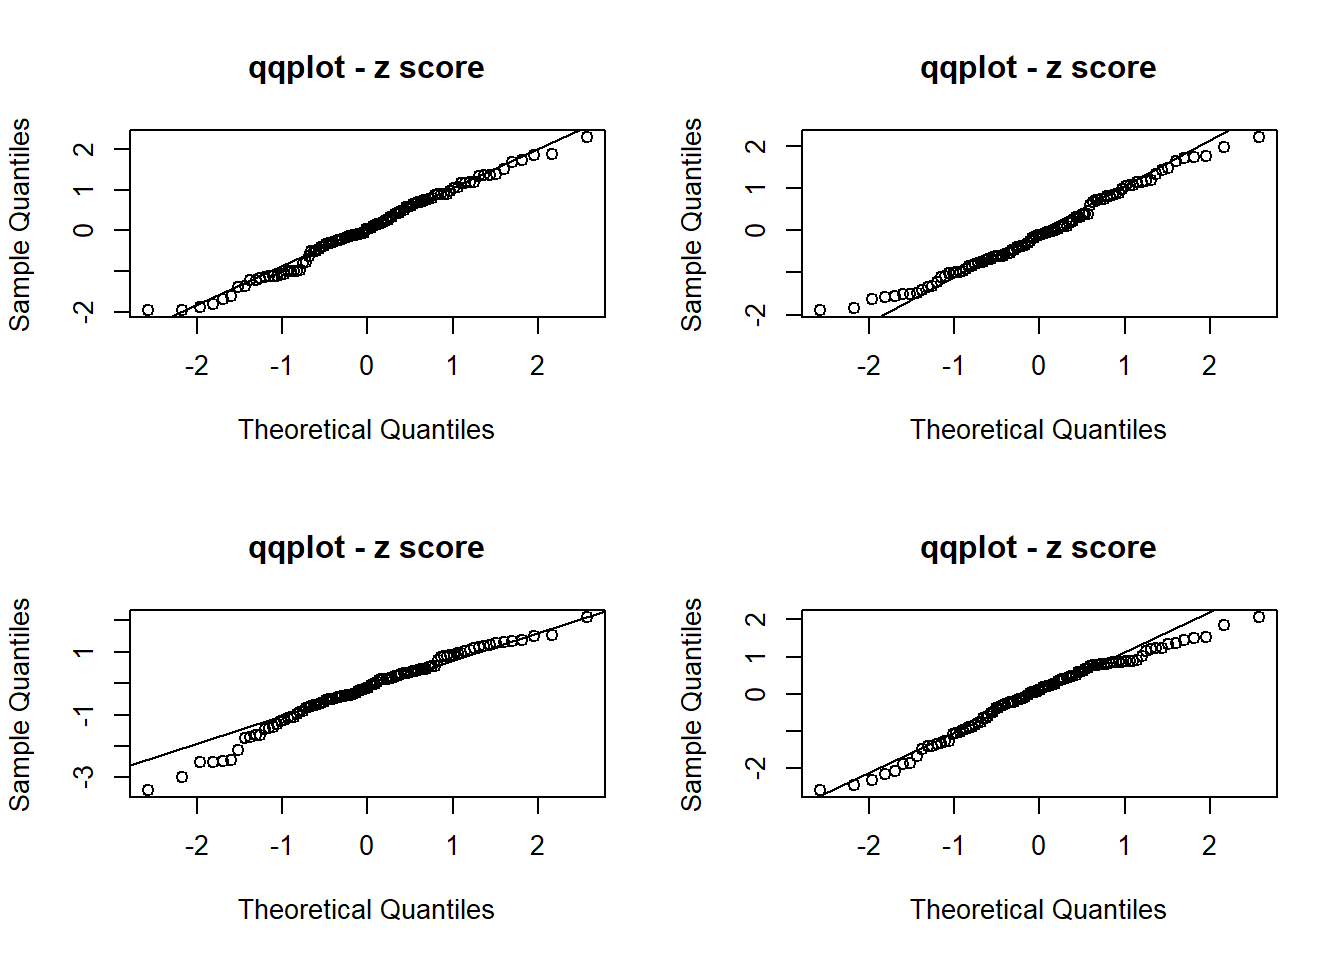 qqplot - z score
Sample Quantiles
2
1
0
-2
-2 -1 0 1 2
Theoretical Quantiles
qqplot - z score
Sample Quantiles
2
1
0
-2
-2 -1 0 1 2
Theoretical Quantiles
qqplot - z score
Sample Quantiles
1
-1
-3
-2 -1 0 1 2
Theoretical Quantiles
qqplot - z score
Sample Quantiles
2
1
0
-2
-2 -1 0 1 2
Theoretical Quantiles